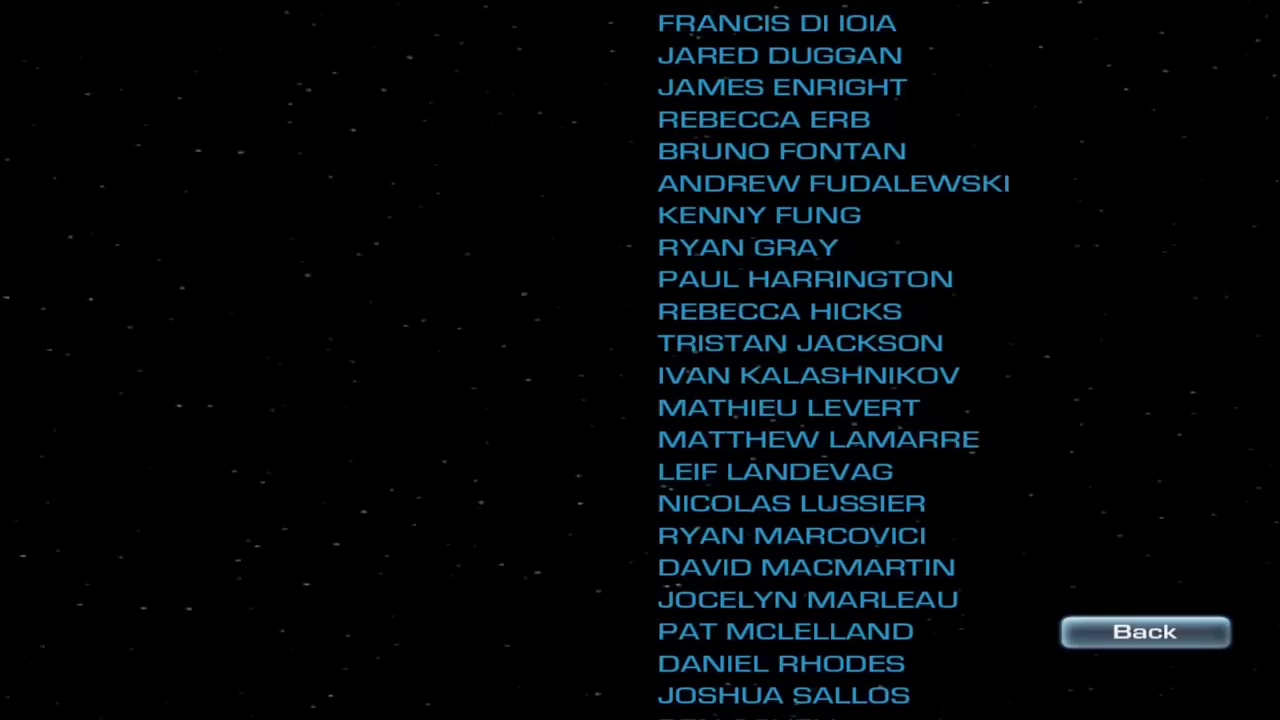 FRANCIS DI IOIA
JARED DUGGAN
JAMES ENRIGHT
REBECCA ERB
BRUNO FONTAN
ANDREW FUDALEWSKI
KENNY FUNG
RYAN GRAY
PAUL HARRINGTON
REBECCA HICKS
TRISTAN JACKSON
IVAN KALASHNIKOV
MATHIEU LEVERT
MATTHEW LAMARRE
LEIF LANDEVAG
NICOLAS LUSSIER
RYAN MARCOVICI
DAVID MACMARTIN
JOCELYN MARLEAU
PAT MCLELLAND
Back
DANIEL RHODES
JOSHUA SALLOS